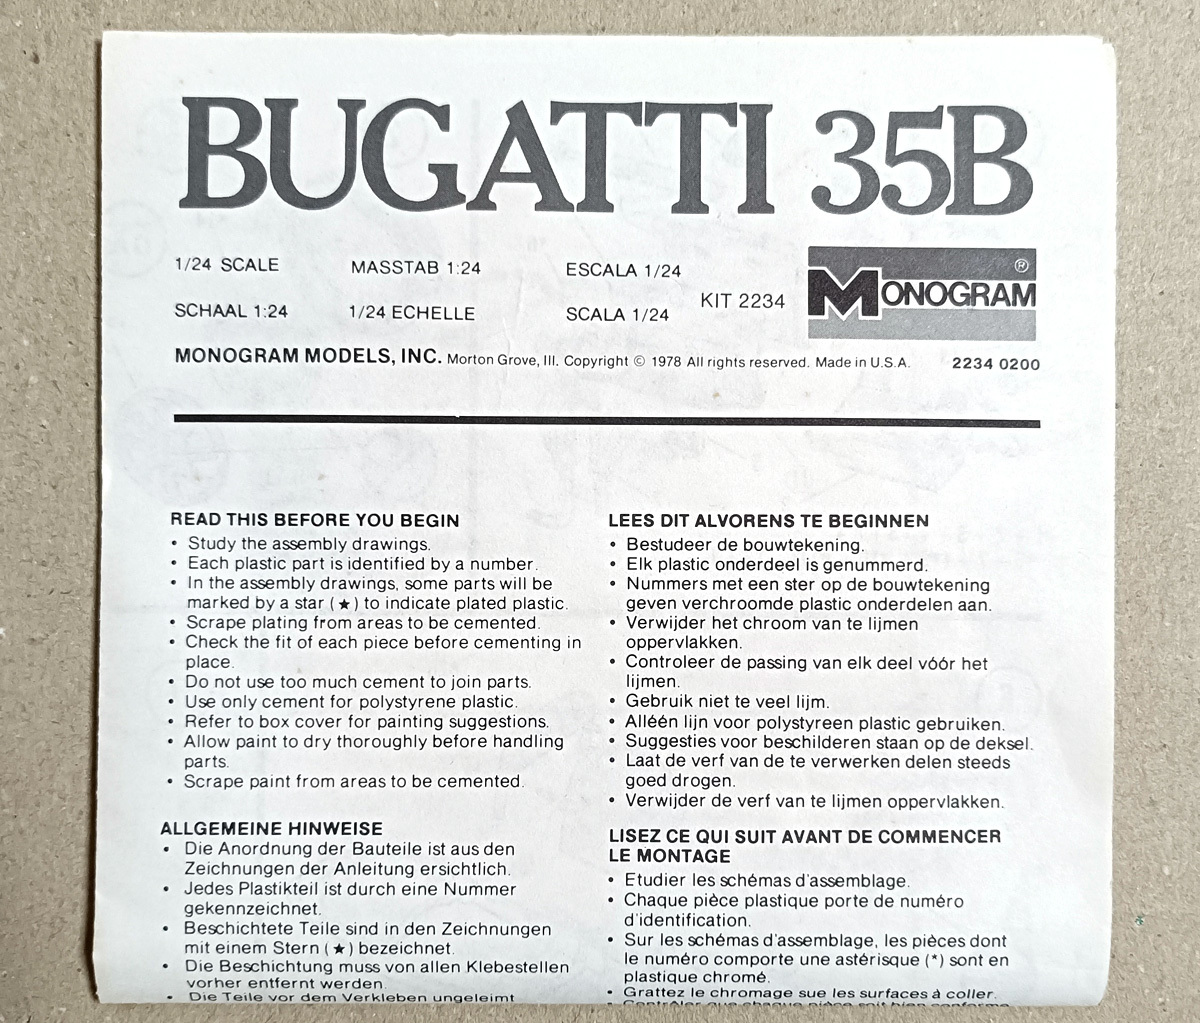 BUGATTI 35B
1/24 SCALE MASSTAB 1:24 ESCALA 1/24
SCHAAL 1:24 1/24 ECHELLE SCALA 1/24
KIT 2234
®
MONOGRAM
MONOGRAM MODELS, INC. Morton Grove, Ill. Copyright © 1978 All rights reserved. Made in U.S.A. 2234 0200
READ THIS BEFORE YOU BEGIN
• Study the assembly drawings.
• Each plastic part is identified by a number.
• In the assembly drawings, some parts will be
marked by a star (★) to indicate plated plastic.
• Scrape plating from areas to be cemented.
• Check the fit of each piece before cementing in
place.
• Do not use too much cement to join parts.
• Use only cement for polystyrene plastic.
• Refer to box cover for painting suggestions.
• Allow paint to dry thoroughly before handling
parts.
• Scrape paint from areas to be cemented.
ALLGEMEINE HINWEISE
• Die Anordnung der Bauteile ist aus den
Zeichnungen der Anleitung ersichtlich.
• Jedes Plastikteil ist durch eine Nummer
gekennzeichnet.
• Beschichtete Teile sind in den Zeichnungen
mit einem Stern (★) bezeichnet.
• Die Beschichtung muss von allen Klebestellen
vorher entfernt werden.
• Die Teile vor dem Verkleben ungeleimt
LEES DIT ALVORENS TE BEGINNEN
• Bestudeer de bouwtekening.
• Elk plastic onderdeel is genummerd.
• Nummers met een ster op de bouwtekening
geven verchroomde plastic onderdelen aan.
• Verwijder het chroom van te lijmen
oppervlakken.
• Controleer de passing van elk deel vóór het
lijmen.
• Gebruik niet te veel lijm.
• Alléén lijn voor polystyreen plastic gebruiken.
• Suggesties voor beschilderen staan op de deksel.
• Laat de verf van de te verwerken delen steeds
goed drogen.
• Verwijder de verf van te lijmen oppervlakken.
LISEZ CE QUI SUIT AVANT DE COMMENCER
LE MONTAGE
• Etudier les schémas d'assemblage.
• Chaque pièce plastique porte de numéro
d'identification.
• Sur les schémas d'assemblage, les pièces dont
le numéro comporte une astérisque (*) sont en
plastique chromé.
• Grattez le chromage sue les surfaces à coller.